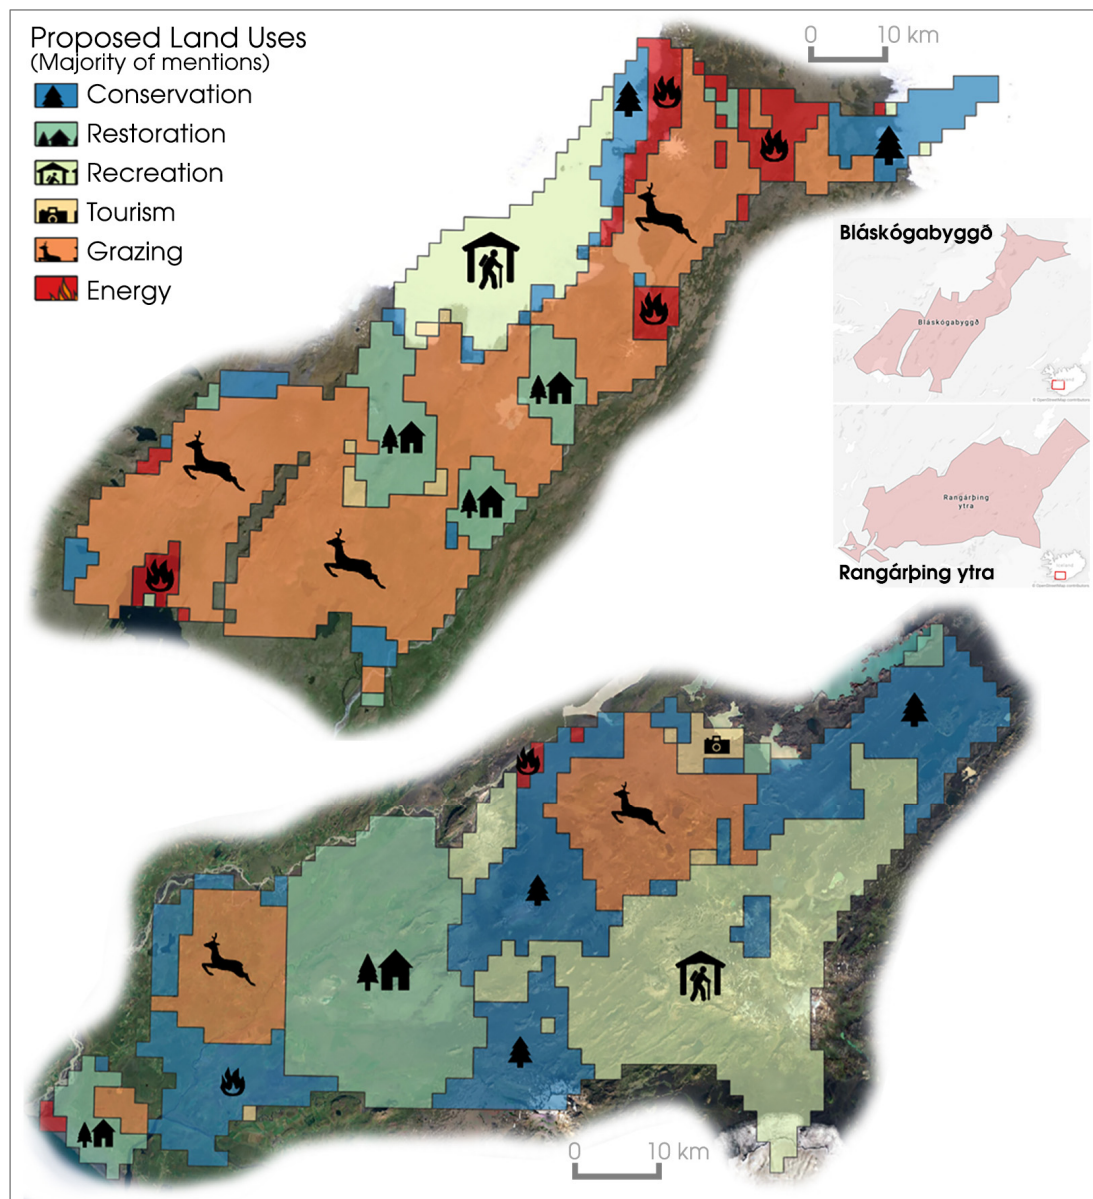 Proposed Land Uses
(Majority of mentions)
Conservation
Restoration
Recreation
Tourism
Grazing
Energy
0 10 km
Bláskógabyggð
Bláskógabyggð
Rangárþing
ytra
Rangárþing ytra
0 10 km